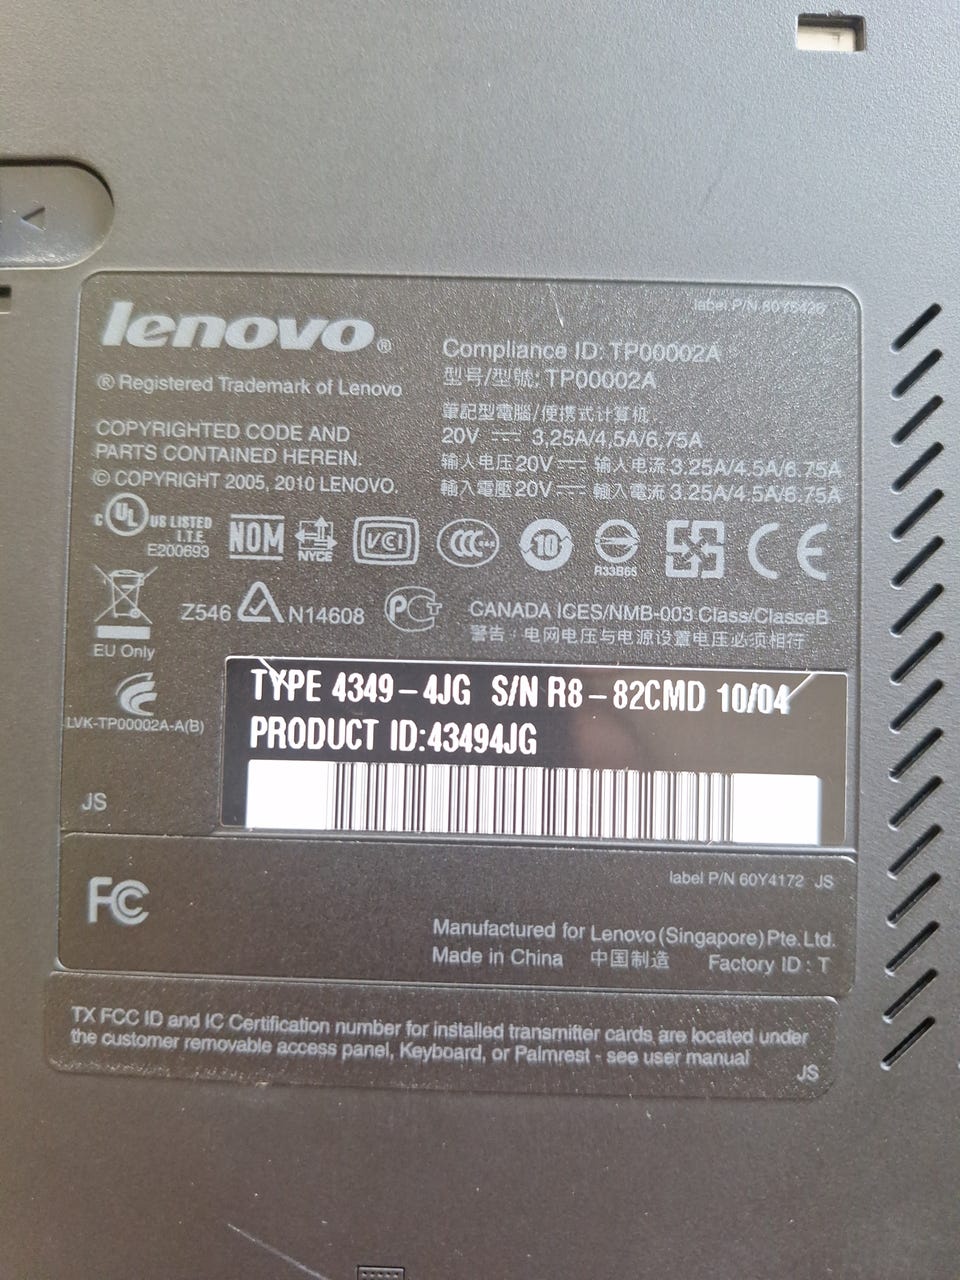 label P/N 60Y5426
lenovo®
® Registered Trademark of Lenovo
COPYRIGHTED CODE AND
PARTS CONTAINED HEREIN.
© COPYRIGHT 2005, 2010 LENOVO.
Compliance ID: TP00002A
型号/型號: TP00002A
筆記型電腦/便携式计算机
20V ⎓ 3.25A/4.5A/6.75A
输入电压20V ⎓ 输入电流 3.25A/4.5A/6.75A
輸入電壓20V ⎓ 輸入電流 3.25A/4.5A/6.75A
c UL US LISTED
I.T.E.
E200693
NOM
NYCE
VCI
CCC
10
R33B65
CE
EU Only
Z546
N14608
PCT
CANADA ICES/NMB-003 Class/ClasseB
警告：电网电压与电源设置电压必须相符
LVK-TP00002A-A(B)
JS
TYPE 4349-4JG S/N R8-82CMD 10/04
PRODUCT ID:43494JG
FC
label P/N 60Y4172 JS
Manufactured for Lenovo (Singapore) Pte. Ltd.
Made in China 中国制造 Factory ID : T
TX FCC ID and IC Certification number for installed transmitter cards are located under
the customer removable access panel, Keyboard, or Palmrest - see user manual
JS